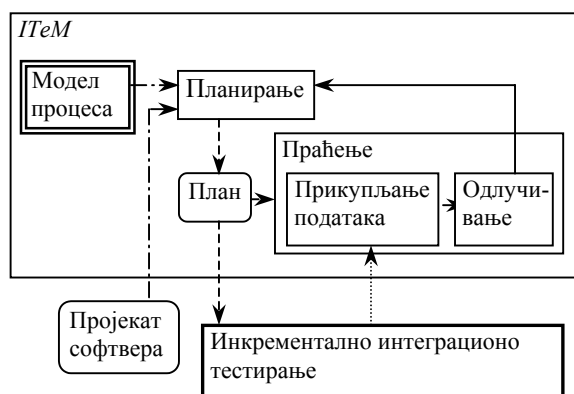 ITeM
Модел
процеса
Планирање
Праћење
План
Прикупљање
података
Одлучи-
вање
Пројекат
софтвера
Инкрементално интеграционо
тестирање